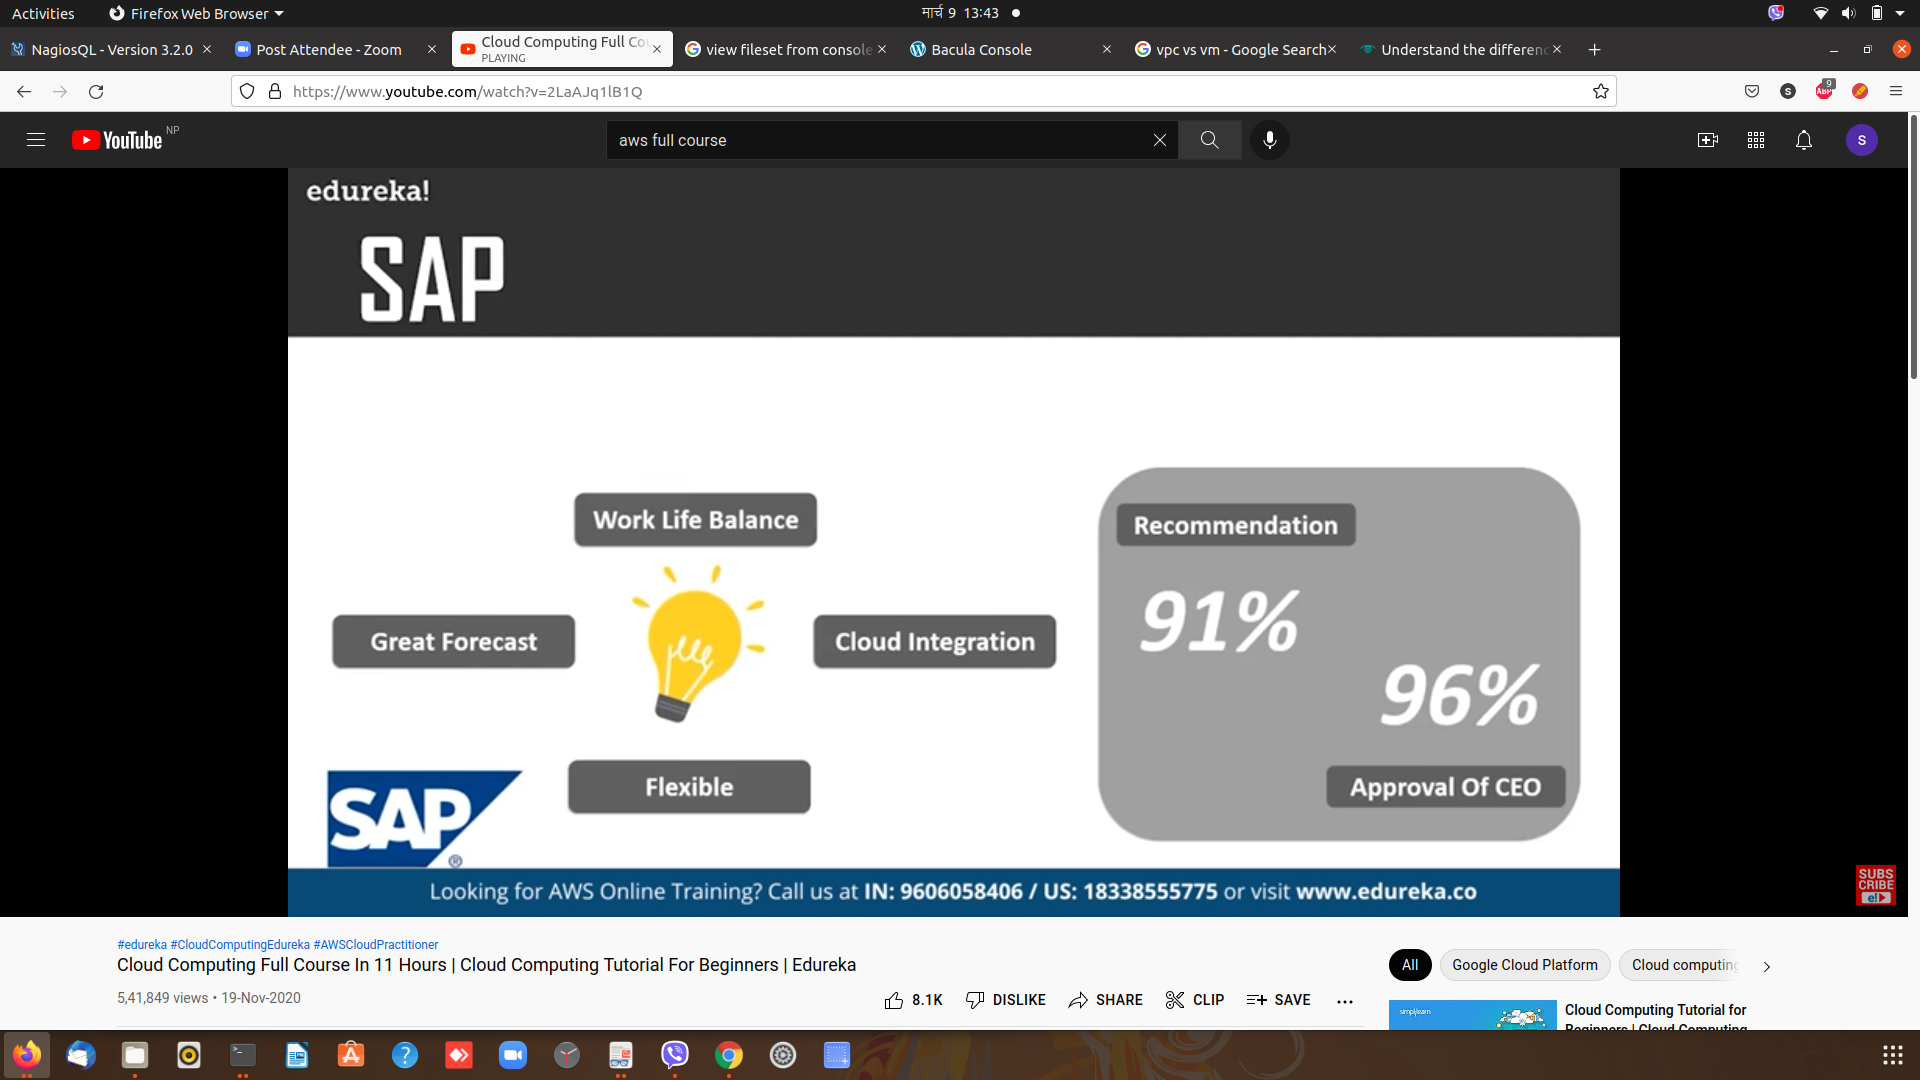 Activities Firefox Web Browser मार्च 9 13:43
NagiosQL - Version 3.2.0 Post Attendee - Zoom Cloud Computing Full Co view fileset from console Bacula Console vpc vs vm - Google Search Understand the differenc
PLAYING
https://www.youtube.com/watch?v=2LaAJq1lB1Q S ABP 9
YouTube NP aws full course S
edureka!
SAP
Work Life Balance
Recommendation
91%
Great Forecast Cloud Integration
96%
Flexible
Approval Of CEO
SAP ®
SUBS
CRIBE
e!
Looking for AWS Online Training? Call us at IN: 9606058406 / US: 18338555775 or visit www.edureka.co
#edureka #CloudComputingEdureka #AWSCloudPractitioner
Cloud Computing Full Course In 11 Hours | Cloud Computing Tutorial For Beginners | Edureka
5,41,849 views • 19-Nov-2020
8.1K DISLIKE SHARE CLIP SAVE
All Google Cloud Platform Cloud computing
simplilearn
Cloud Computing Tutorial for
Beginners | Cloud Computing